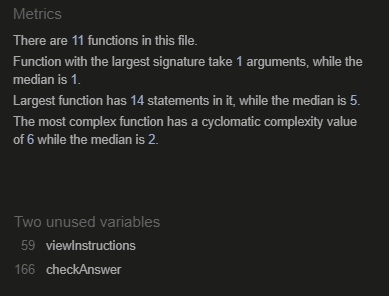 Metrics
There are 11 functions in this file.
Function with the largest signature take 1 arguments, while the
median is 1.
Largest function has 14 statements in it, while the median is 5.
The most complex function has a cyclomatic complexity value
of 6 while the median is 2.
Two unused variables
59 viewInstructions
166 checkAnswer